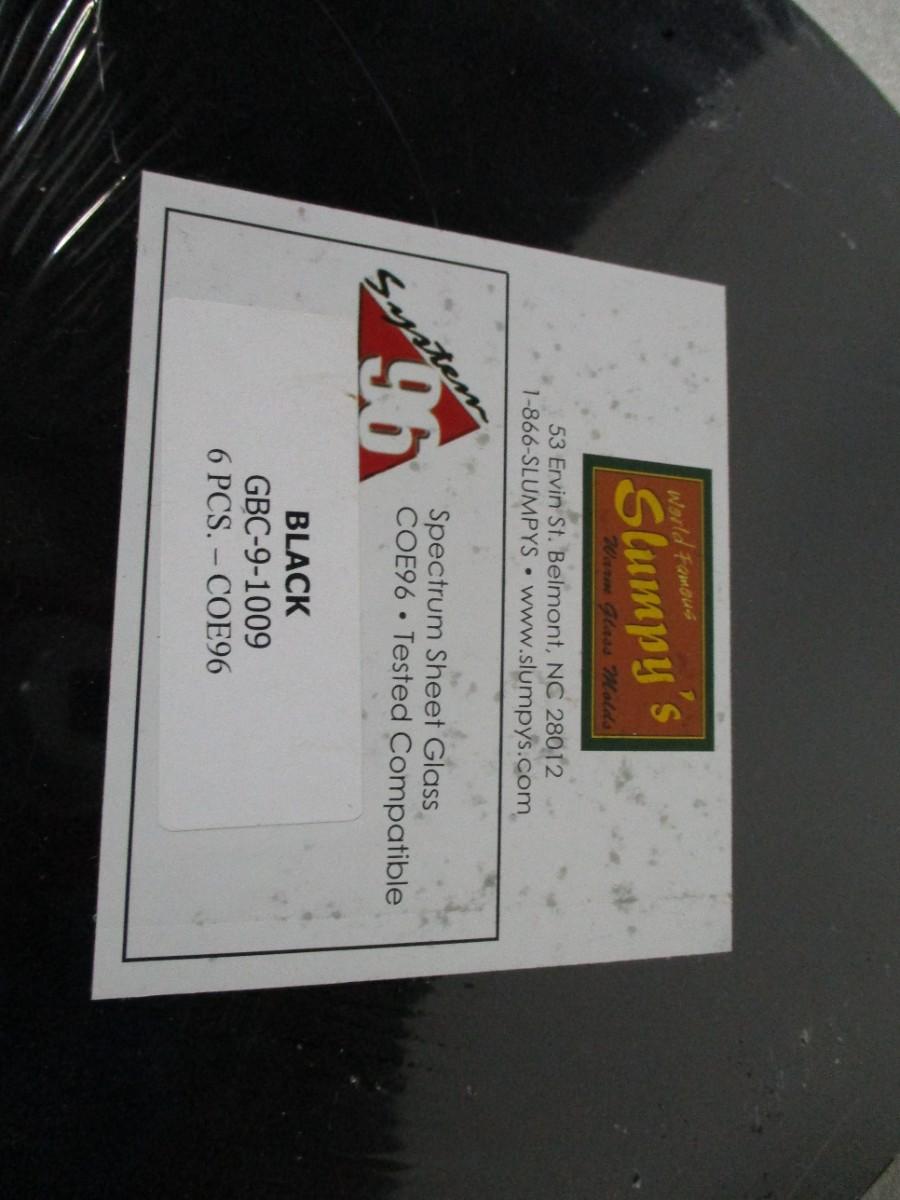 World Famous
Slumpy's
Warm Glass Molds
53 Ervin St. Belmont, NC 28012
1-866-SLUMPYS • www.slumpys.com
System
96
Spectrum Sheet Glass
COE96 • Tested Compatible
BLACK
GBC-9-1009
6 PCS. – COE96